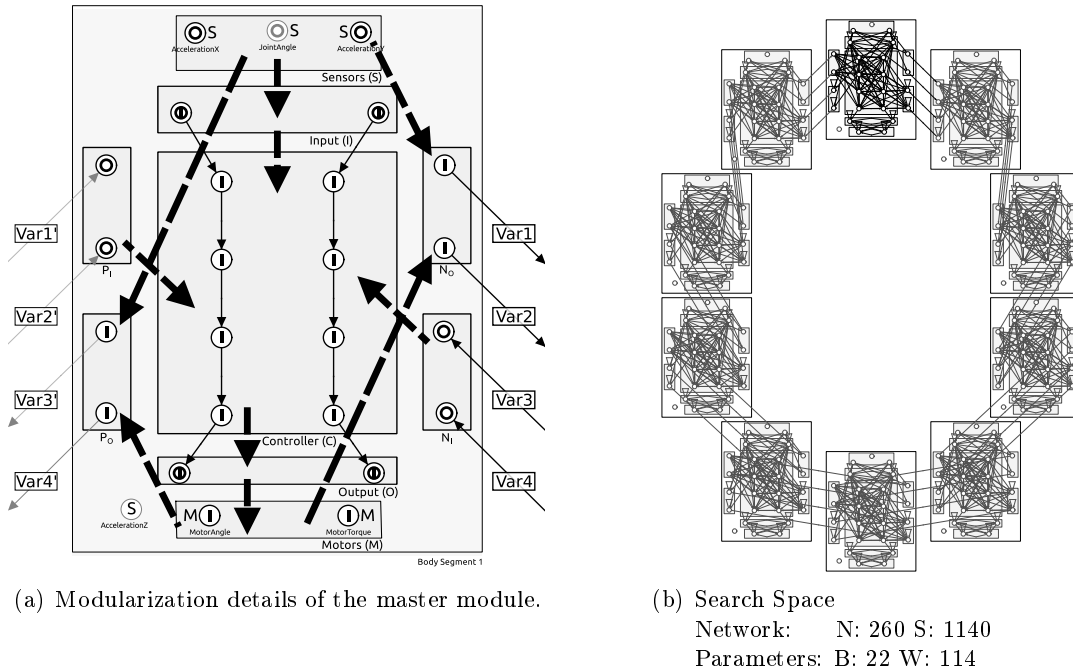 S S S
AccelerationX JointAngle AccelerationY
Sensors (S)
Input (I)
Var1' Var1
P_I N_O
Var2' Var2
Var3' Var3
P_O Controller (C) N_I
Var4' Output (O) Var4
S M M
AccelerationZ MotorAngle MotorTorque
Motors (M)
Body Segment 1
(a) Modularization details of the master module.
(b) Search Space
Network: N: 260 S: 1140
Parameters: B: 22 W: 114